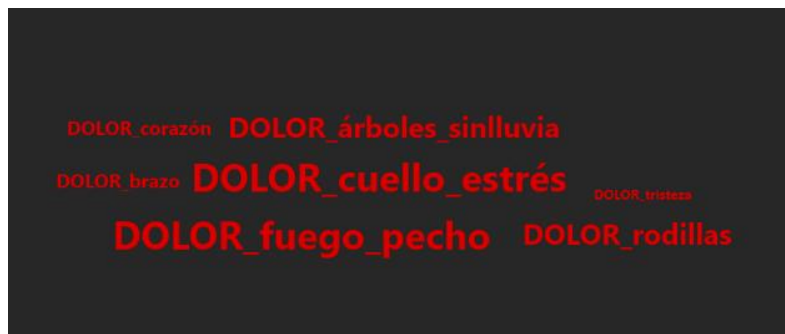 DOLOR_corazón DOLOR_árboles_sinlluvia
DOLOR_brazo DOLOR_cuello_estrés DOLOR_tristeza
DOLOR_fuego_pecho DOLOR_rodillas